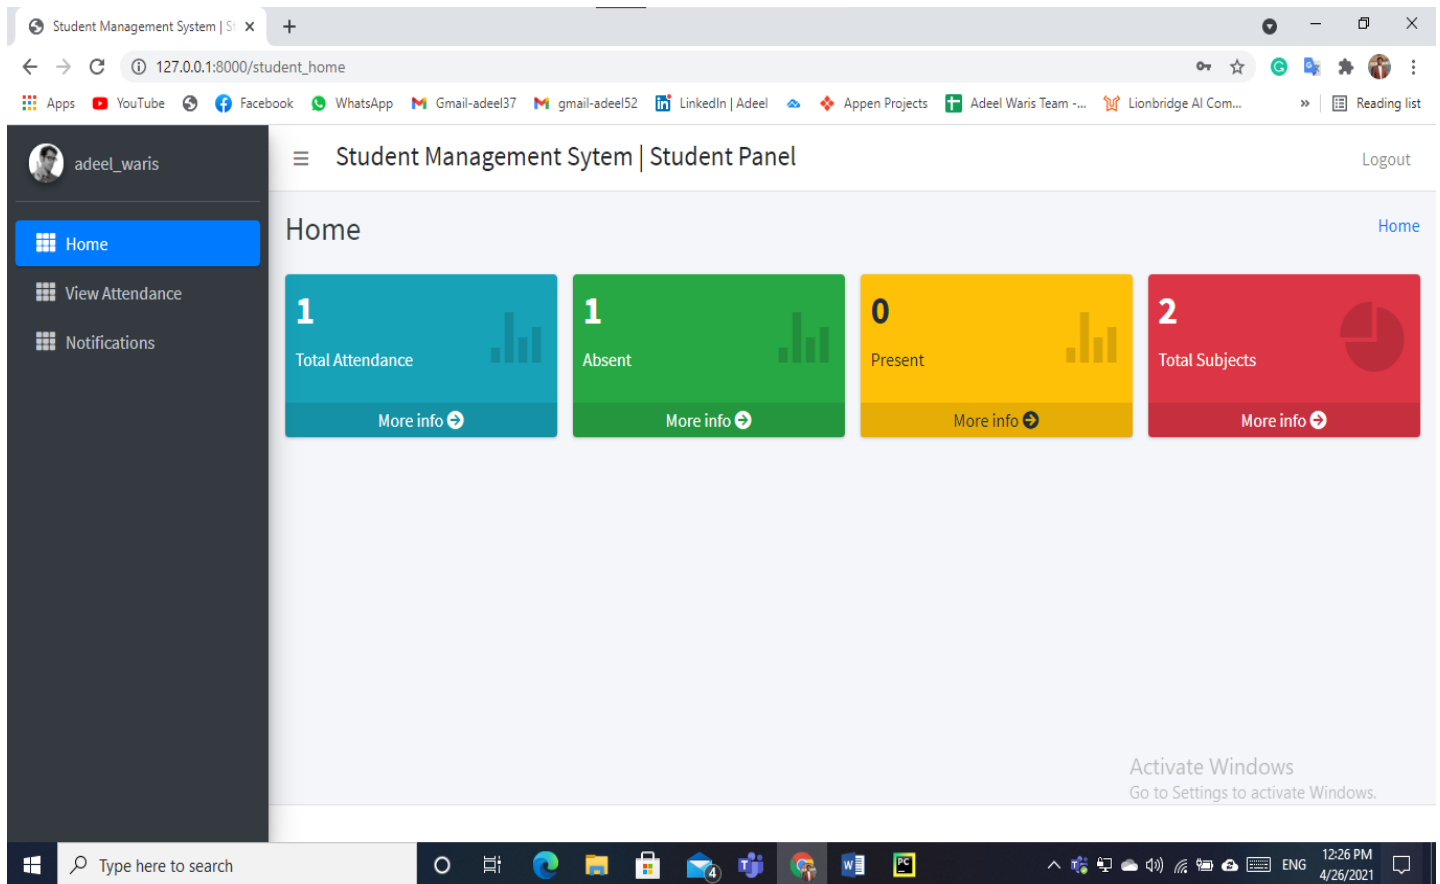 Student Management System | St
127.0.0.1:8000/student_home
Apps YouTube Facebook WhatsApp Gmail-adeel37 gmail-adeel52 LinkedIn | Adeel Appen Projects Adeel Waris Team -... Lionbridge AI Com... » Reading list
adeel_waris
Student Management Sytem | Student Panel
Logout
Home
View Attendance
Notifications
Home
Home
1
Total Attendance
More info
1
Absent
More info
0
Present
More info
2
Total Subjects
More info
Activate Windows
Go to Settings to activate Windows.
Type here to search
4
PC
ENG
12:26 PM
4/26/2021